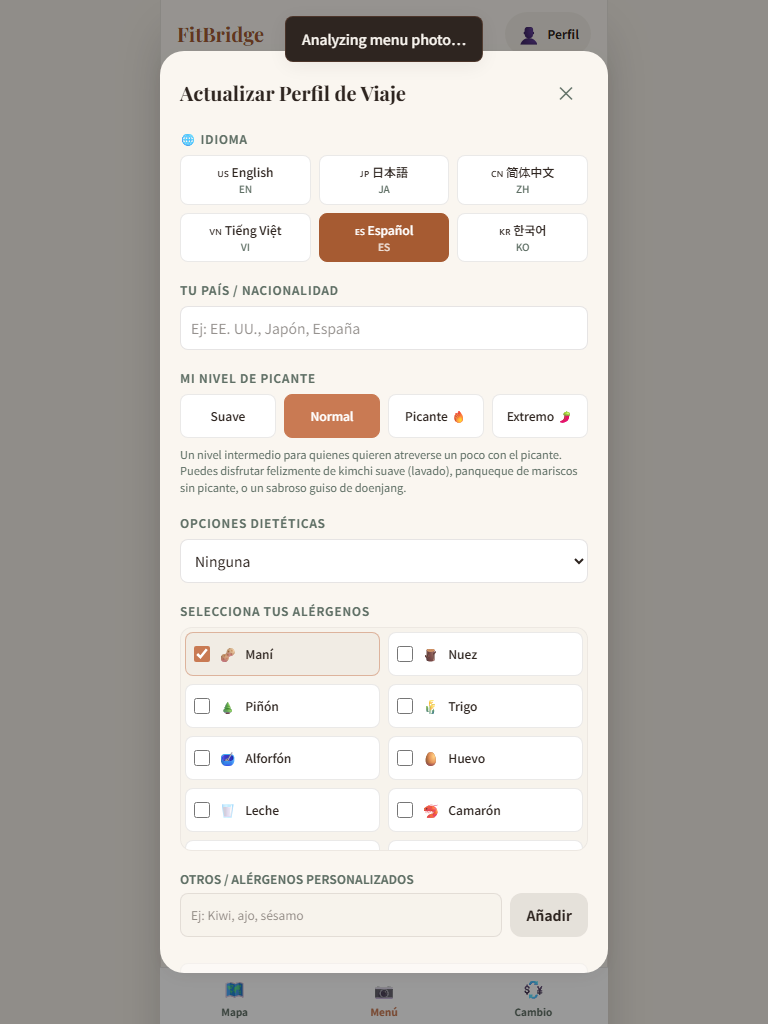 FitBridge
Analyzing menu photo…
Perfil
Actualizar Perfil de Viaje
IDIOMA
US English
EN
JP 日本語
JA
CN 简体中文
ZH
VN Tiếng Việt
VI
ES Español
ES
KR 한국어
KO
TU PAÍS / NACIONALIDAD
Ej: EE. UU., Japón, España
MI NIVEL DE PICANTE
Suave
Normal
Picante
Extremo
Un nivel intermedio para quienes quieren atreverse un poco con el picante.
Puedes disfrutar felizmente de kimchi suave (lavado), panqueque de mariscos
sin picante, o un sabroso guiso de doenjang.
OPCIONES DIETÉTICAS
Ninguna
SELECCIONA TUS ALÉRGENOS
Maní
Nuez
Piñón
Trigo
Alforfón
Huevo
Leche
Camarón
OTROS / ALÉRGENOS PERSONALIZADOS
Ej: Kiwi, ajo, sésamo
Añadir
Mapa
Menú
Cambio